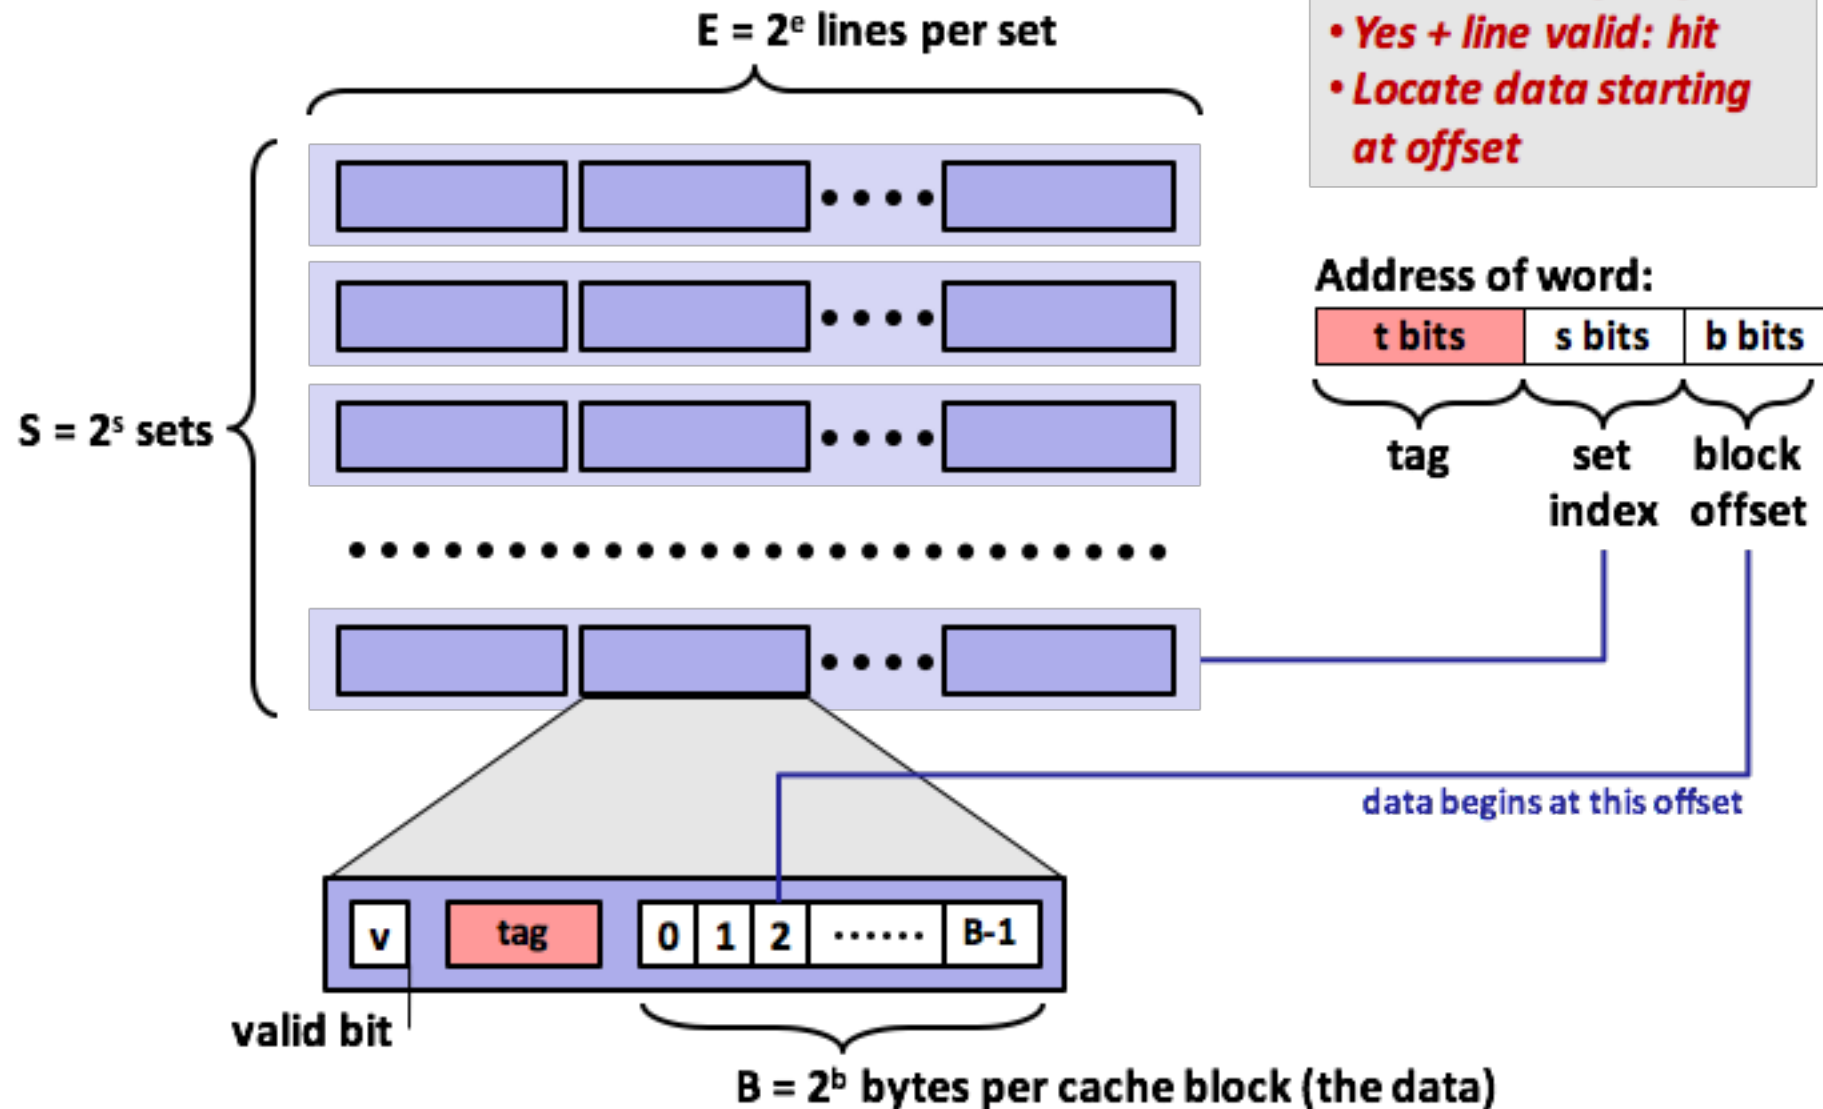 E = 2ᵉ lines per set
• Yes + line valid: hit
• Locate data starting
at offset
Address of word:
t bits s bits b bits
tag set block
index offset
S = 2ˢ sets
data begins at this offset
v tag 0 1 2 ······ B-1
valid bit
B = 2ᵇ bytes per cache block (the data)